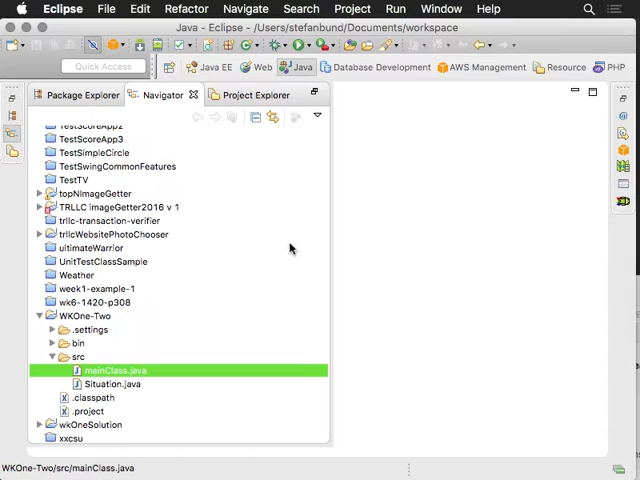 Eclipse File Edit Refactor Navigate Search Project Run Window Help
Java - Eclipse - /Users/stefanbund/Documents/workspace
Quick Access
Java EE Web Java Database Development AWS Management Resource PHP
Package Explorer Navigator Project Explorer
TestScoreApp2
TestScoreApp3
TestSimpleCircle
TestSwingCommonFeatures
TestTV
topNImageGetter
TRLLC imageGetter2016 v 1
trllc-transaction-verifier
trllcWebsitePhotoChooser
ultimateWarrior
UnitTestClassSample
Weather
week1-example-1
wk6-1420-p308
WKOne-Two
.settings
bin
src
mainClass.java
Situation.java
.classpath
.project
wkOneSolution
xxcsu
WKOne-Two/src/mainClass.java